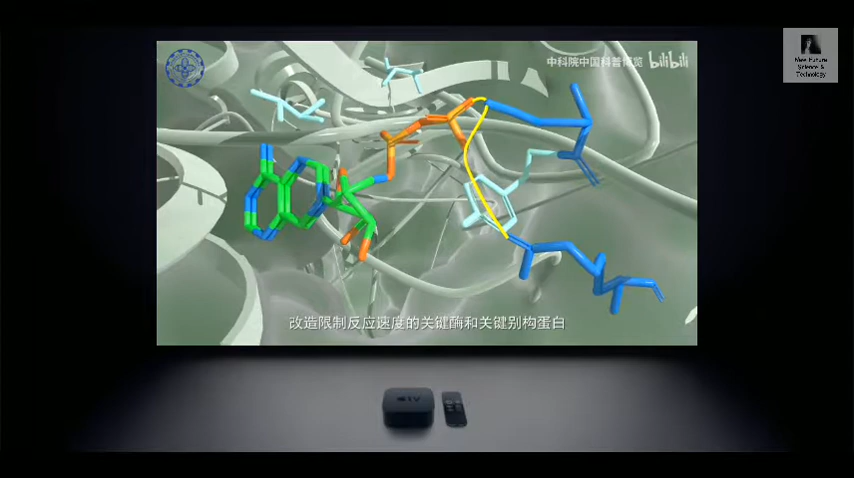 中科院中国科普博览 bilibili
New Future
Science &
Technology
改造限制反应速度的关键酶和关键别构蛋白
tv